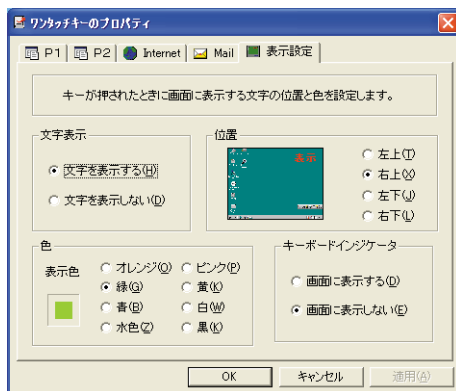 ワンタッチキーのプロパティ
P1 P2 Internet Mail 表示設定
キーが押されたときに画面に表示する文字の位置と色を設定します。
文字表示
文字を表示する(H)
文字を表示しない(D)
位置
表示
左上(T)
右上(X)
左下(J)
右下(L)
色
表示色
オレンジ(O) ピンク(P)
緑(G) 黄(K)
青(B) 白(W)
水色(Z) 黒(K)
キーボードインジケータ
画面に表示する(D)
画面に表示しない(E)
OK キャンセル 適用(A)